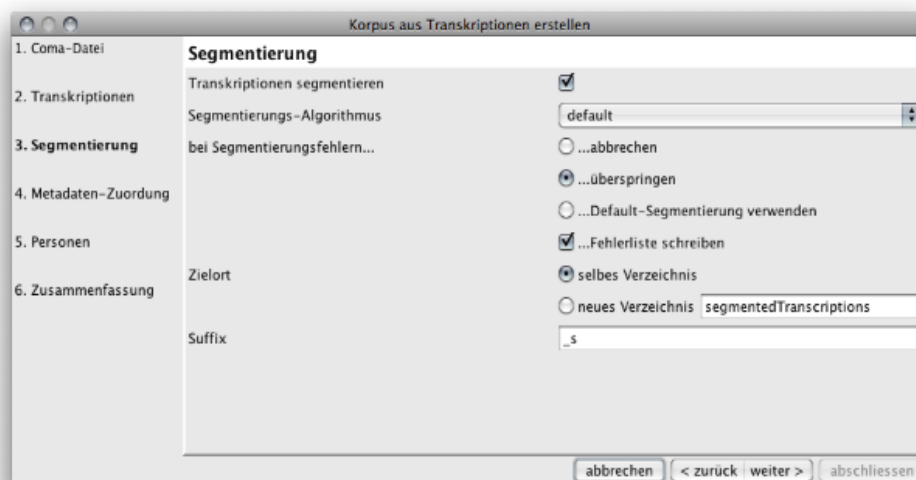 Korpus aus Transkriptionen erstellen
1. Coma-Datei
2. Transkriptionen
3. Segmentierung
4. Metadaten-Zuordung
5. Personen
6. Zusammenfassung
Segmentierung
Transkriptionen segmentieren
Segmentierungs-Algorithmus default
bei Segmentierungsfehlern... ...abbrechen
...überspringen
...Default-Segmentierung verwenden
...Fehlerliste schreiben
Zielort selbes Verzeichnis
neues Verzeichnis segmentedTranscriptions
Suffix _s
abbrechen < zurück weiter > abschliessen